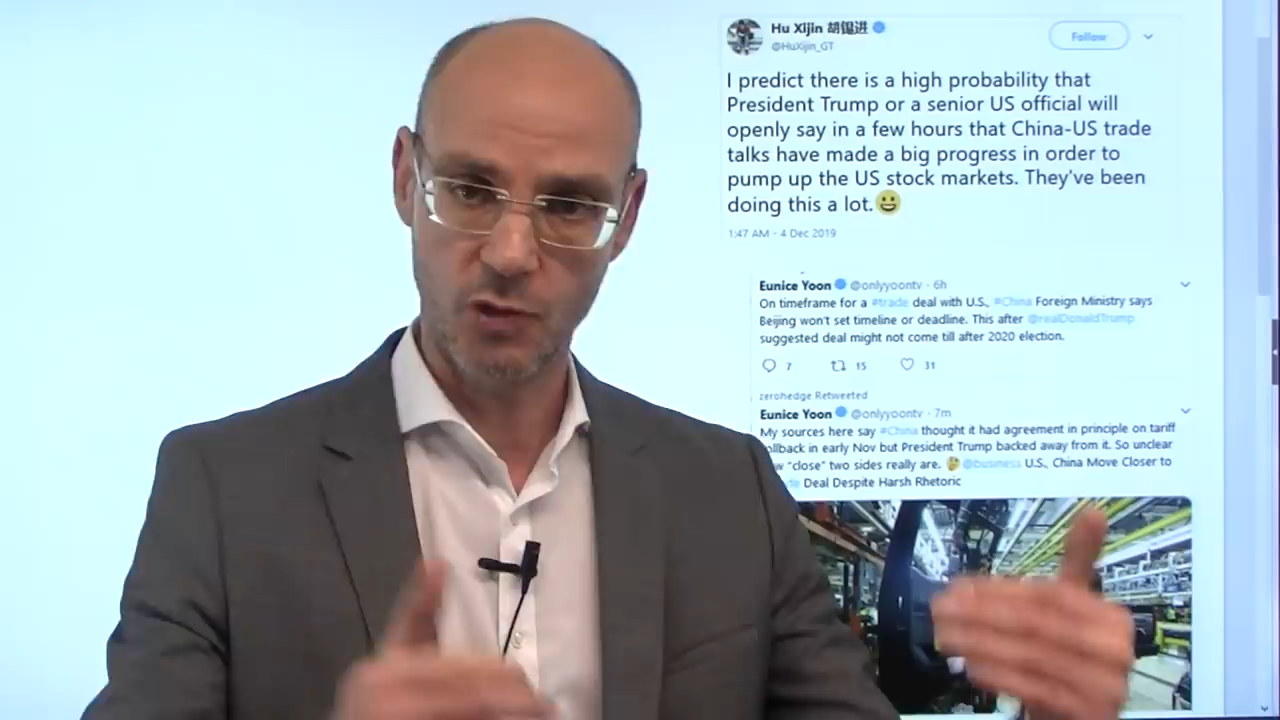 Hu Xijin 胡锡进
@HuXijin_GT
Follow
I predict there is a high probability that
President Trump or a senior US official will
openly say in a few hours that China-US trade
talks have made a big progress in order to
pump up the US stock markets. They've been
doing this a lot.😀
1:47 AM - 4 Dec 2019
Eunice Yoon @onlyyoontv · 6h
On timeframe for a #trade deal with U.S., #China Foreign Ministry says
Beijing won't set timeline or deadline. This after @realDonaldTrump
suggested deal might not come till after 2020 election.
7 15 31
zerohedge Retweeted
Eunice Yoon @onlyyoontv · 7m
My sources here say #China thought it had agreement in principle on tariff
ollback in early Nov but President Trump backed away from it. So unclear
w "close" two sides really are. 🤔 @business U.S., China Move Closer to
de Deal Despite Harsh Rhetoric